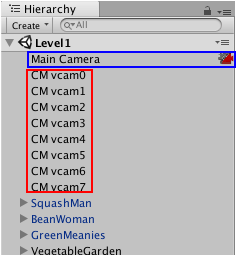 Hierarchy
Create All
Level1
Main Camera
CM vcam0
CM vcam1
CM vcam2
CM vcam3
CM vcam4
CM vcam5
CM vcam6
CM vcam7
SquashMan
BeanWoman
GreenMeanies
VegetableGarden